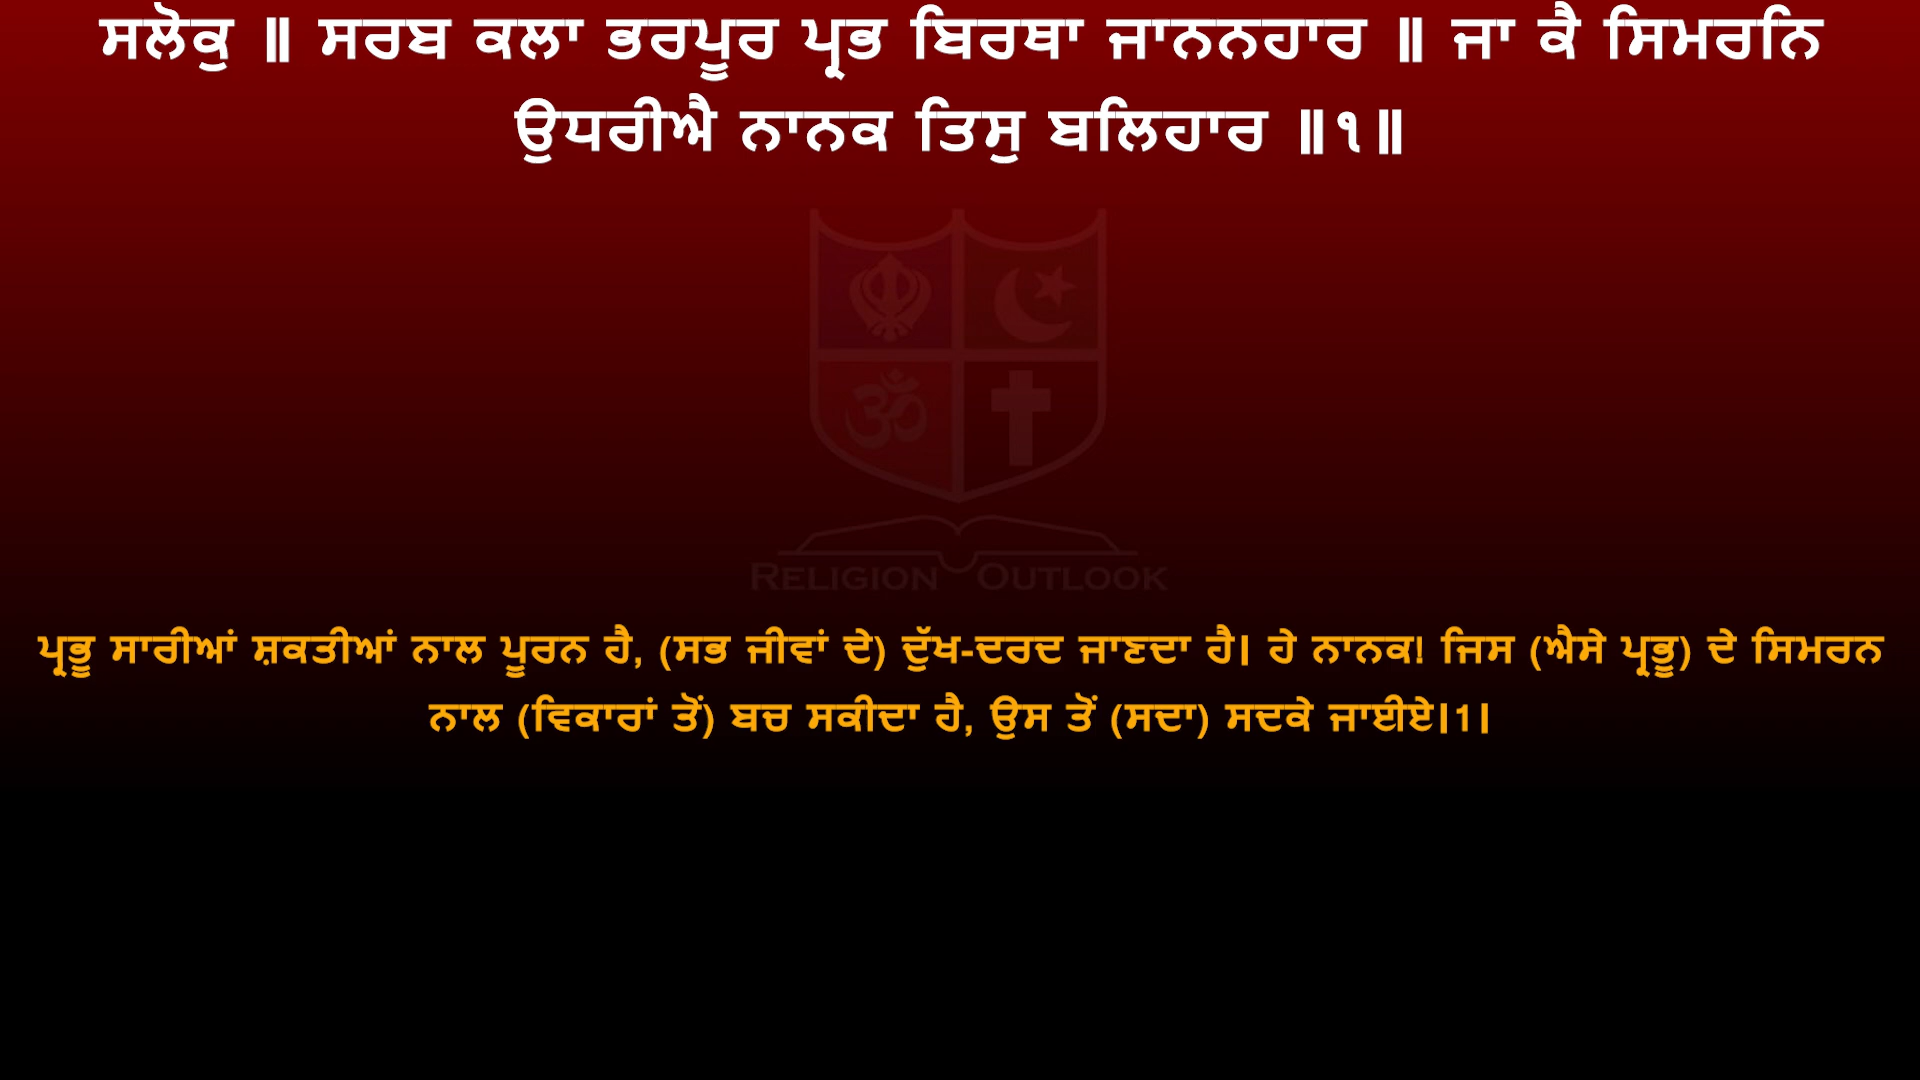 ਸਲੋਕੁ ॥ ਸਰਬ ਕਲਾ ਭਰਪੂਰ ਪ੍ਰਭ ਬਿਰਥਾ ਜਾਨਨਹਾਰ ॥ ਜਾ ਕੈ ਸਿਮਰਨਿ
ਉਧਰੀਐ ਨਾਨਕ ਤਿਸੁ ਬਲਿਹਾਰ ॥੧॥
RELIGION OUTLOOK
ਪ੍ਰਭੂ ਸਾਰੀਆਂ ਸ਼ਕਤੀਆਂ ਨਾਲ ਪੂਰਨ ਹੈ, (ਸਭ ਜੀਵਾਂ ਦੇ) ਦੁੱਖ-ਦਰਦ ਜਾਣਦਾ ਹੈ। ਹੇ ਨਾਨਕ! ਜਿਸ (ਐਸੇ ਪ੍ਰਭੂ) ਦੇ ਸਿਮਰਨ
ਨਾਲ (ਵਿਕਾਰਾਂ ਤੋਂ) ਬਚ ਸਕੀਦਾ ਹੈ, ਉਸ ਤੋਂ (ਸਦਾ) ਸਦਕੇ ਜਾਈਏ।1।